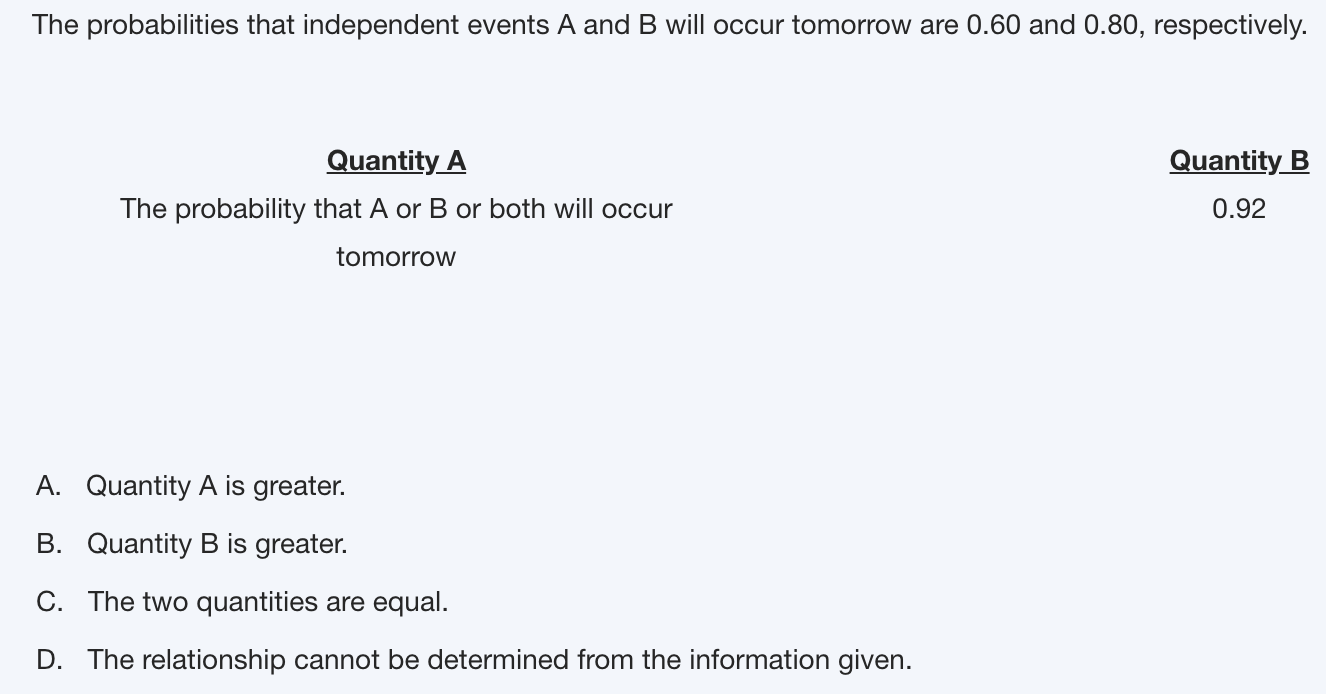 The probabilities that independent events A and B will occur tomorrow are 0.60 and 0.80, respectively.
Quantity A
The probability that A or B or both will occur
tomorrow
Quantity B
0.92
A. Quantity A is greater.
B. Quantity B is greater.
C. The two quantities are equal.
D. The relationship cannot be determined from the information given.